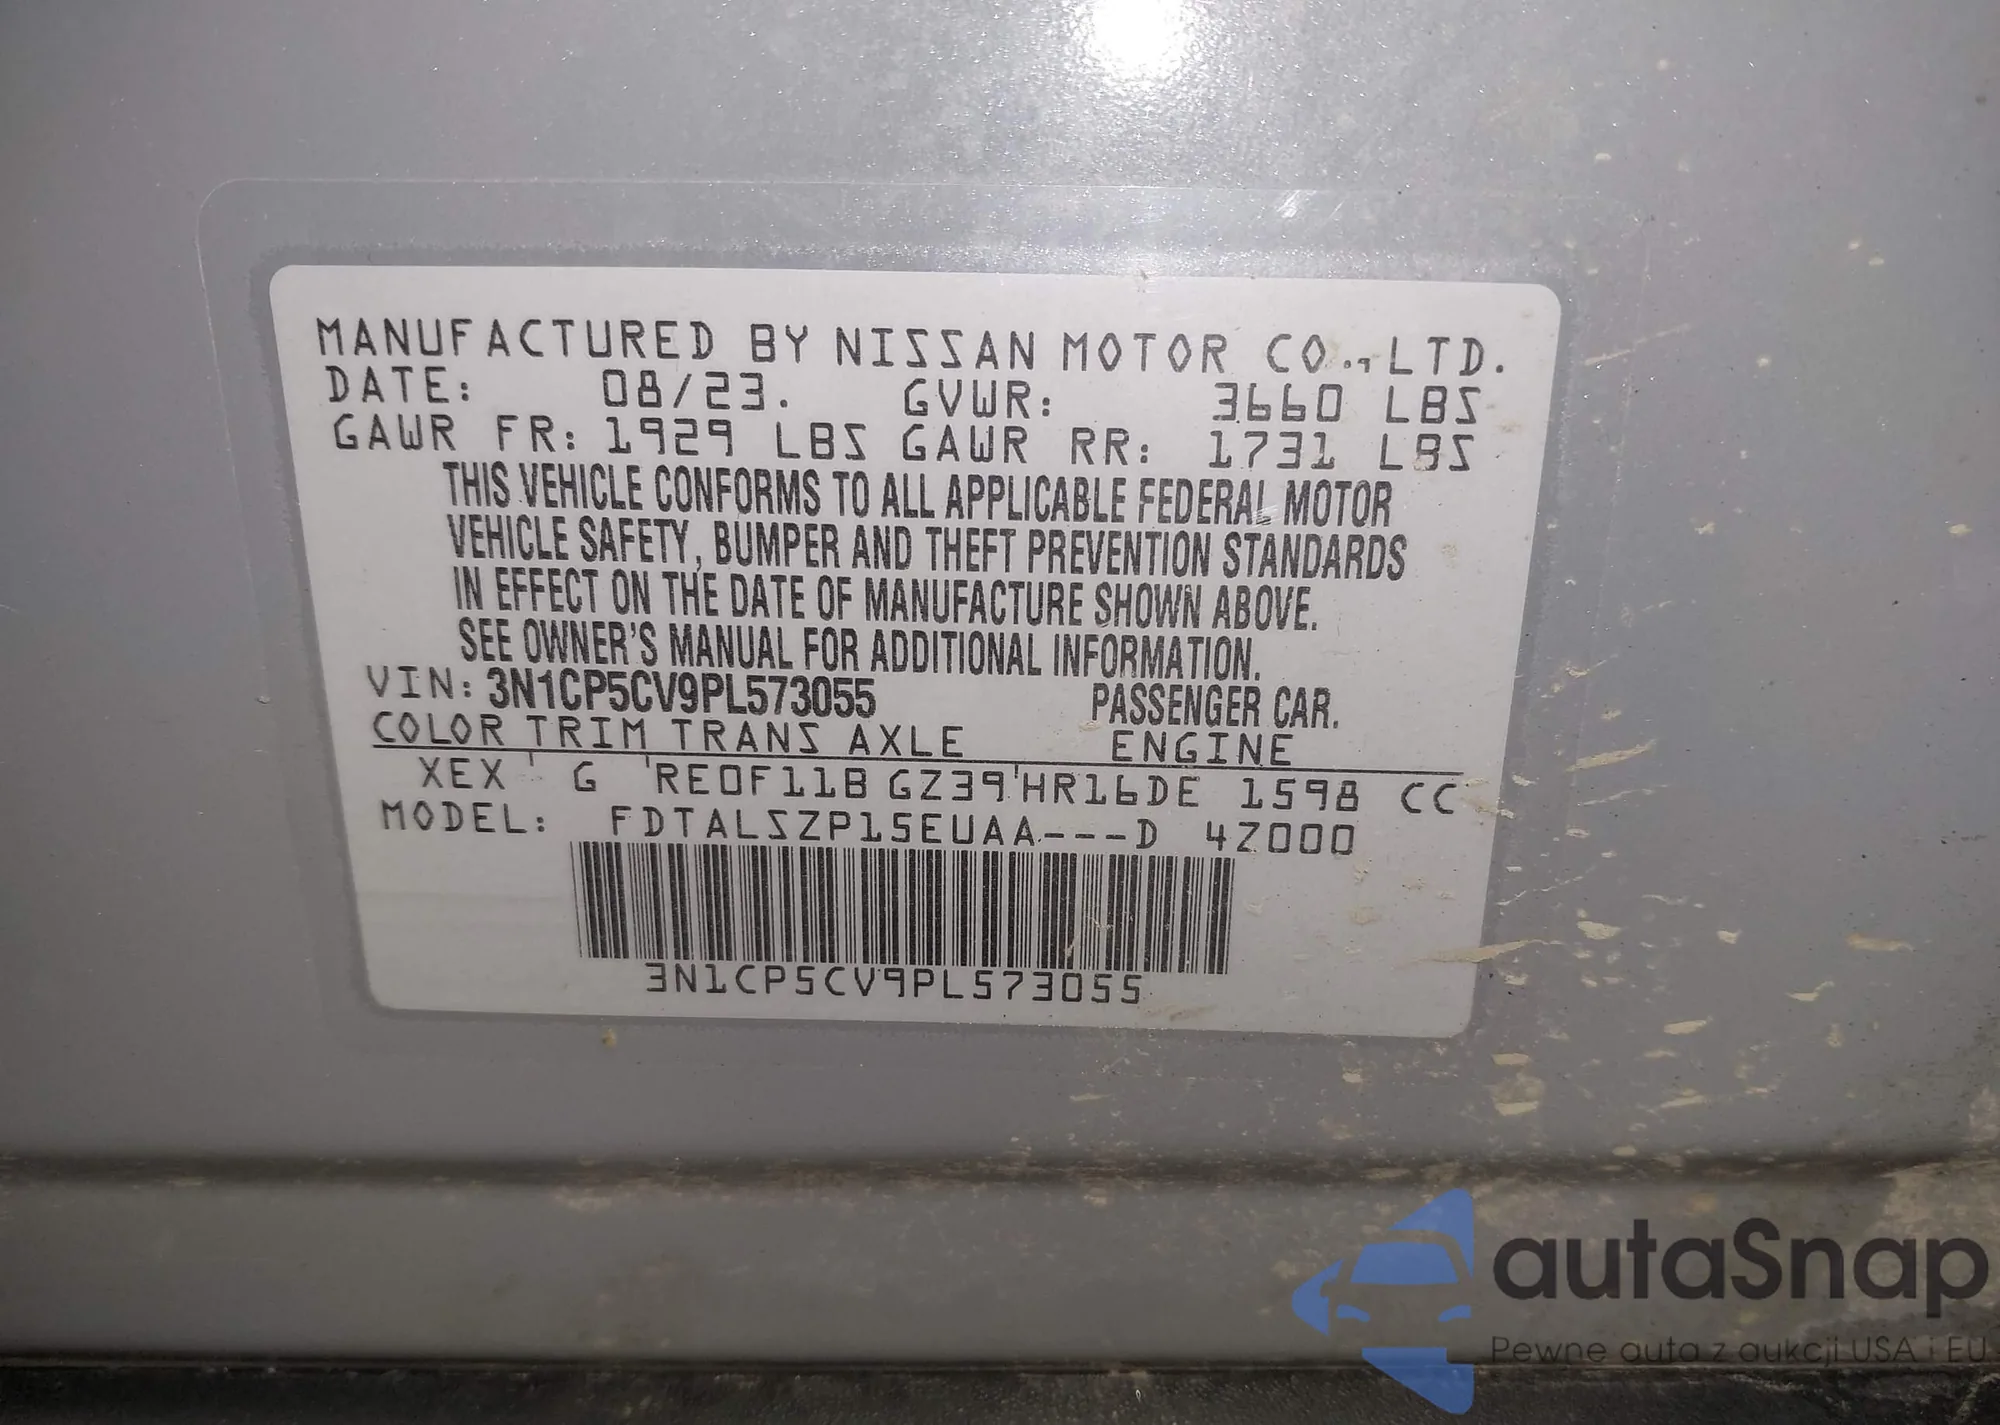 MANUFACTURED BY NISSAN MOTOR CO., LTD.
DATE: 08/23. GVWR: 3660 LBS
GAWR FR: 1929 LBS GAWR RR: 1731 LBS
THIS VEHICLE CONFORMS TO ALL APPLICABLE FEDERAL MOTOR
VEHICLE SAFETY, BUMPER AND THEFT PREVENTION STANDARDS
IN EFFECT ON THE DATE OF MANUFACTURE SHOWN ABOVE.
SEE OWNER'S MANUAL FOR ADDITIONAL INFORMATION.
VIN: 3N1CP5CV9PL573055 PASSENGER CAR.
COLOR TRIM TRANS AXLE ENGINE
XEX G RE0F11B GZ39 HR16DE 1598 CC
MODEL: FDTALSZP15EUAA---D 4Z000
3N1CP5CV9PL573055
autaSnap
Pewne auta z aukcji USA i EU